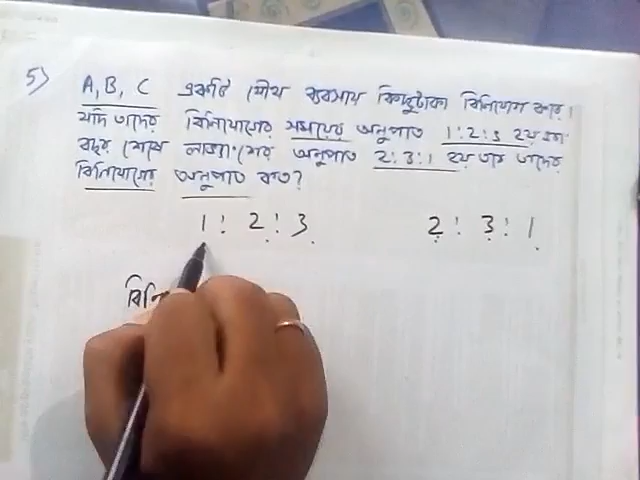 5) A, B, C একটি যৌথ ব্যবসায় কিছুটাকা বিনিয়োগ করে।
যদি তাদের বিনিয়োগের সময়ের অনুপাত 1:2:3 হয় এবং
বছর শেষে লভ্যাংশের অনুপাত 2:3:1 হয় তবে তাদের
বিনিয়োগের অনুপাত কত?
1 : 2 : 3 2 : 3 : 1